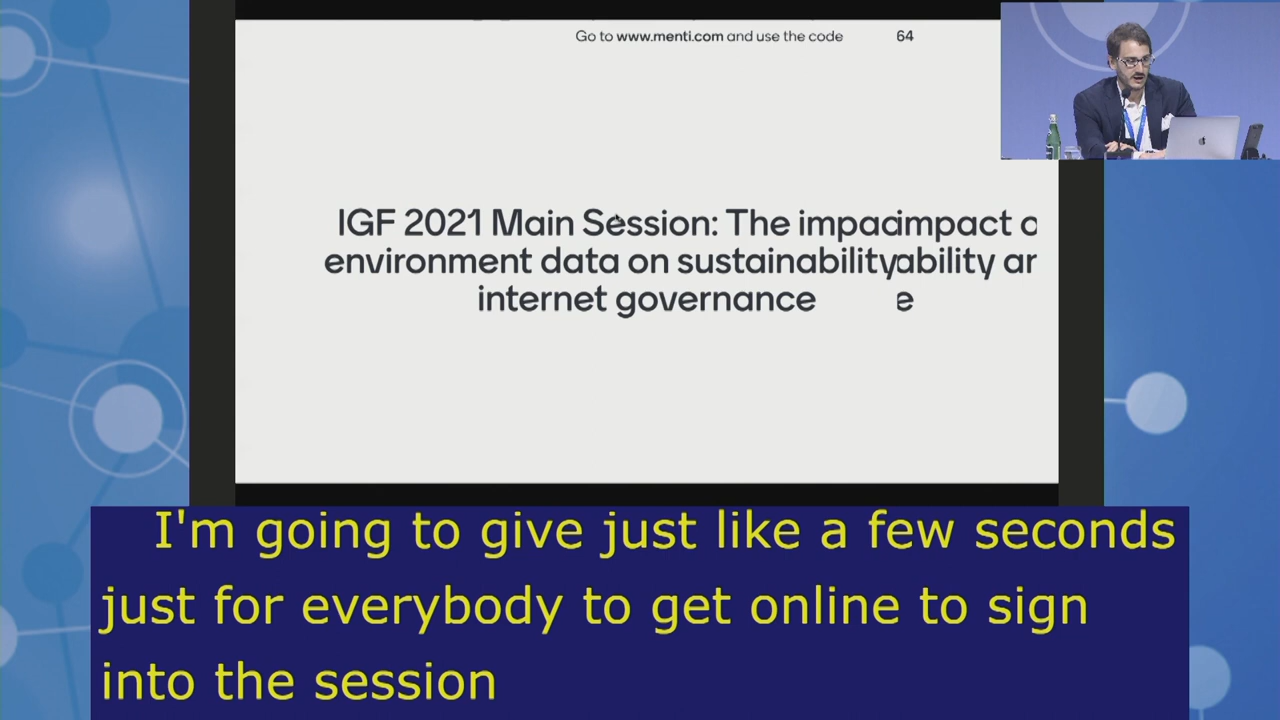 Go to www.menti.com and use the code 64
IGF 2021 Main Session: The impacimpact o
environment data on sustainabilityability ar
internet governance e
I'm going to give just like a few seconds
just for everybody to get online to sign
into the session